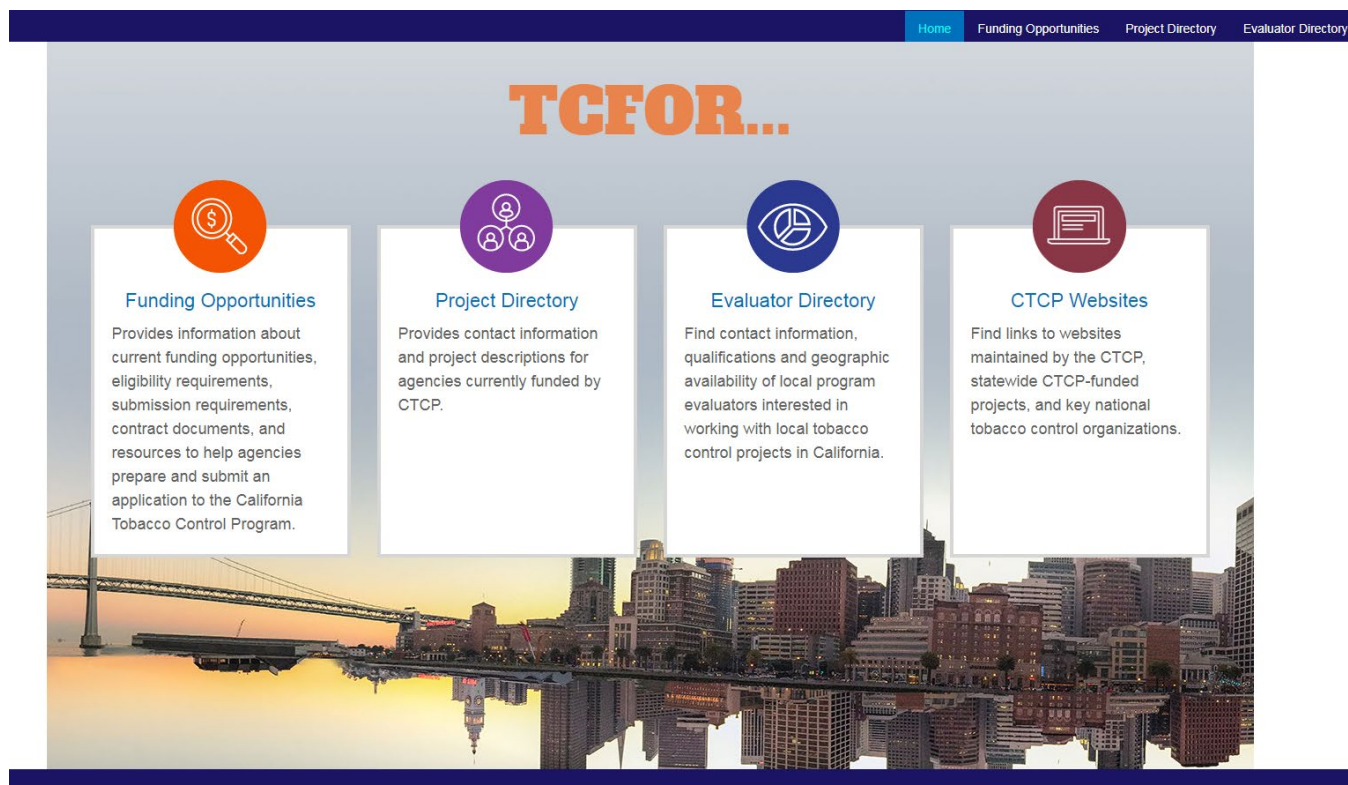 Home Funding Opportunities Project Directory Evaluator Directory
TCFOR...
Funding Opportunities
Provides information about
current funding opportunities,
eligibility requirements,
submission requirements,
contract documents, and
resources to help agencies
prepare and submit an
application to the California
Tobacco Control Program.
Project Directory
Provides contact information
and project descriptions for
agencies currently funded by
CTCP.
Evaluator Directory
Find contact information,
qualifications and geographic
availability of local program
evaluators interested in
working with local tobacco
control projects in California.
CTCP Websites
Find links to websites
maintained by the CTCP,
statewide CTCP-funded
projects, and key national
tobacco control organizations.